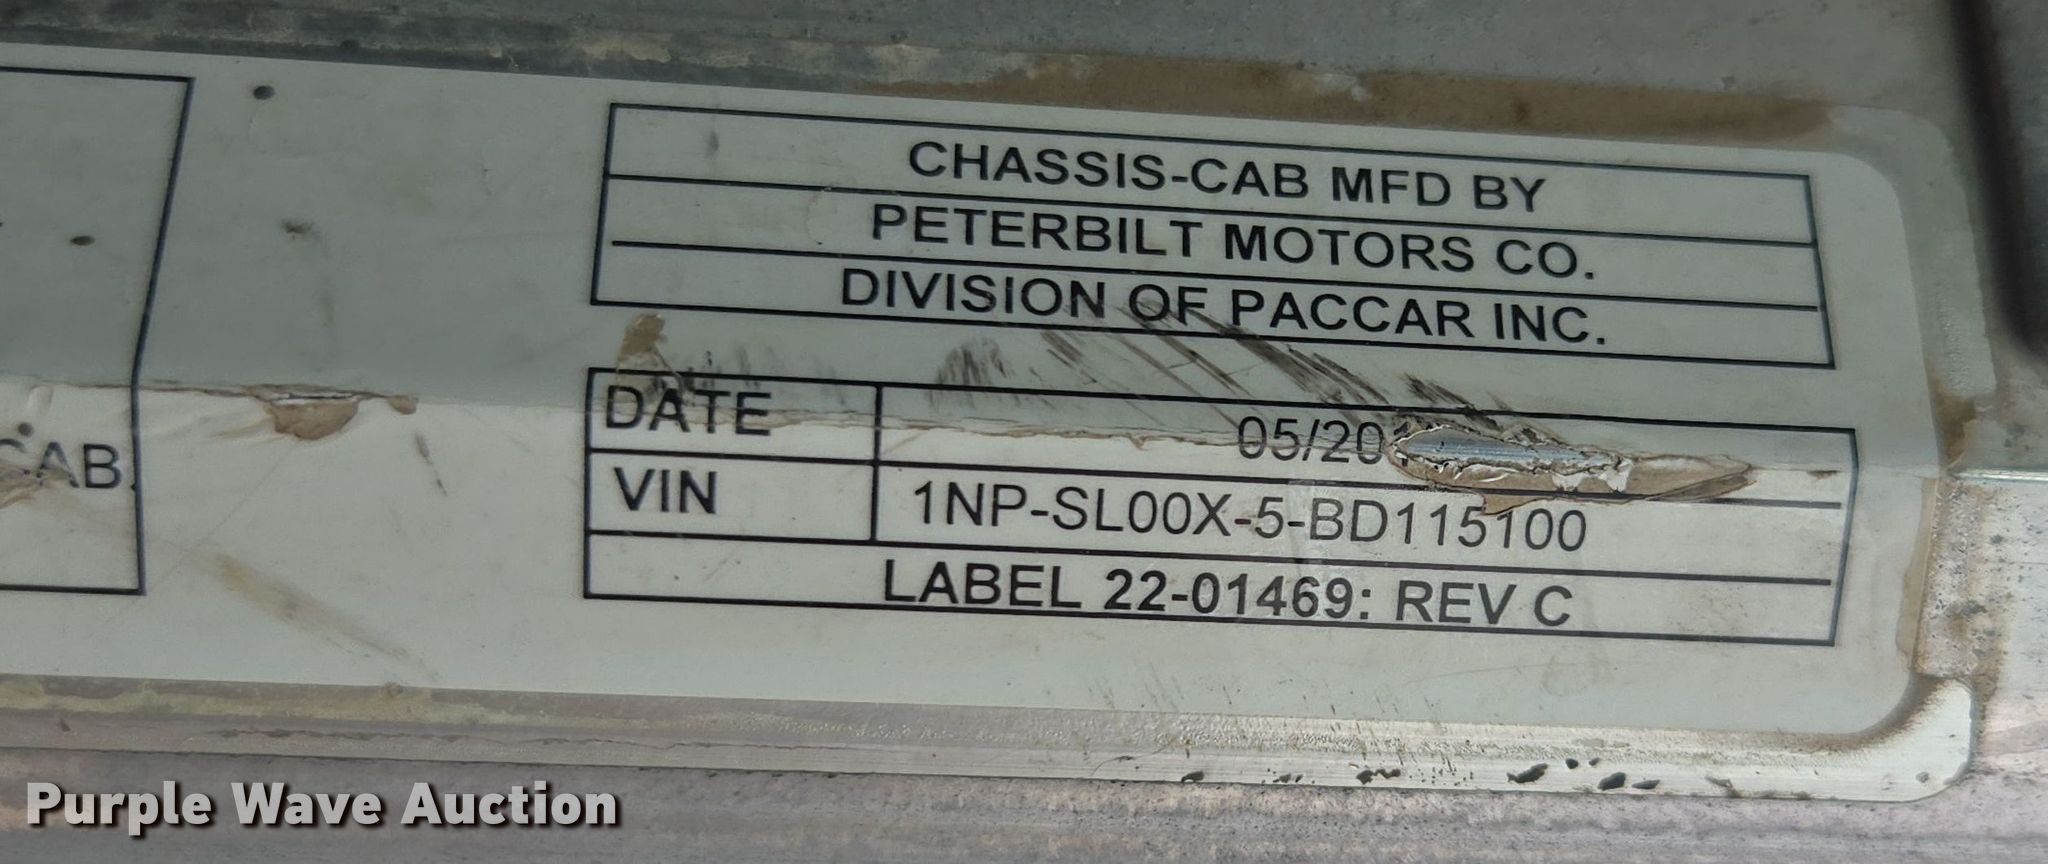 CHASSIS-CAB MFD BY
PETERBILT MOTORS CO.
DIVISION OF PACCAR INC.
DATE
VIN 1NP-SL00X-5-BD115100
CAB.
LABEL 22-01469: REV C
Purple Wave Auction